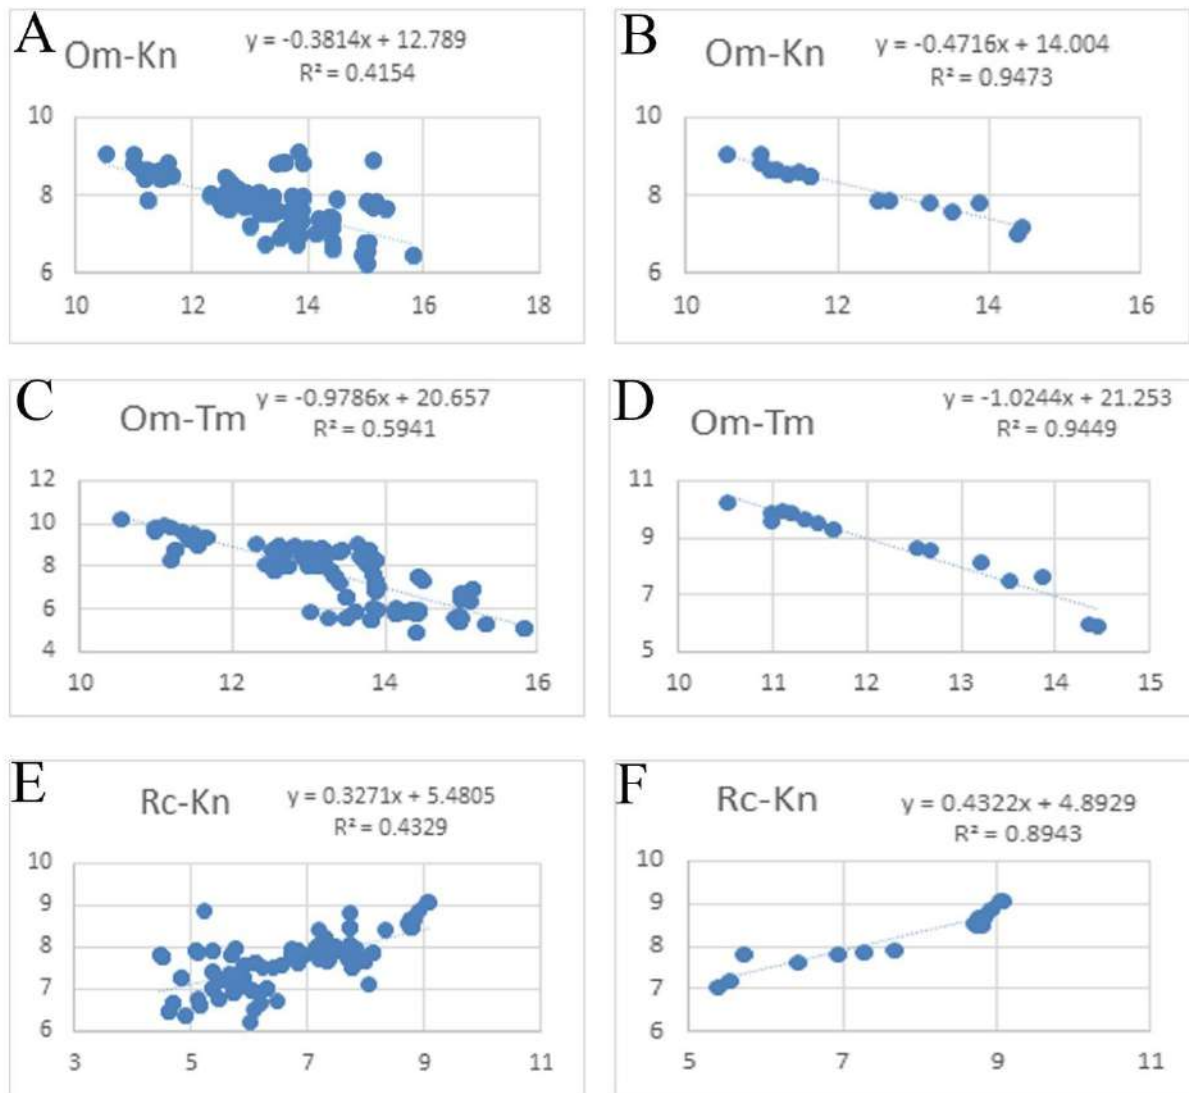 A
Om-Kn
y = -0.3814x + 12.789
R² = 0.4154
10
8
6
10 12 14 16 18
B
Om-Kn
y = -0.4716x + 14.004
R² = 0.9473
10
8
6
10 12 14 16
C
Om-Tm
y = -0.9786x + 20.657
R² = 0.5941
12
10
8
6
4
10 12 14 16
D
Om-Tm
y = -1.0244x + 21.253
R² = 0.9449
11
9
7
5
10 11 12 13 14 15
E
Rc-Kn
y = 0.3271x + 5.4805
R² = 0.4329
10
9
8
7
6
3 5 7 9 11
F
Rc-Kn
y = 0.4322x + 4.8929
R² = 0.8943
10
9
8
7
6
5 7 9 11